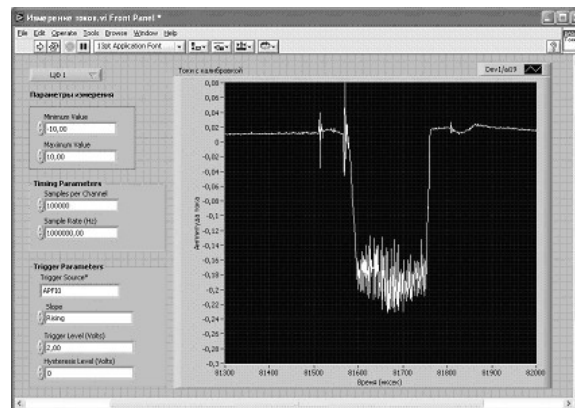 Измерение токов.vi Front Panel *
File Edit Operate Tools Browse Window Help
13pt Application Font
ЦФ 1
Токи с калибровкой
Dev1/ai19
Параметры измерения
Minimum Value
-10,00
Maximum Value
10,00
Timing Parameters
Samples per Channel
100000
Sample Rate (Hz)
1000000,00
Trigger Parameters
Trigger Source*
APFI0
Slope
Rising
Trigger Level (Volts)
2,00
Hysteresis Level (Volts)
0
Амплитуда тока
0,08
0,06
0,04
0,02
0
-0,02
-0,04
-0,06
-0,08
-0,1
-0,12
-0,14
-0,16
-0,18
-0,2
-0,22
-0,24
-0,26
-0,28
-0,3
81300 81400 81500 81600 81700 81800 81900 82000
Время (мксек)